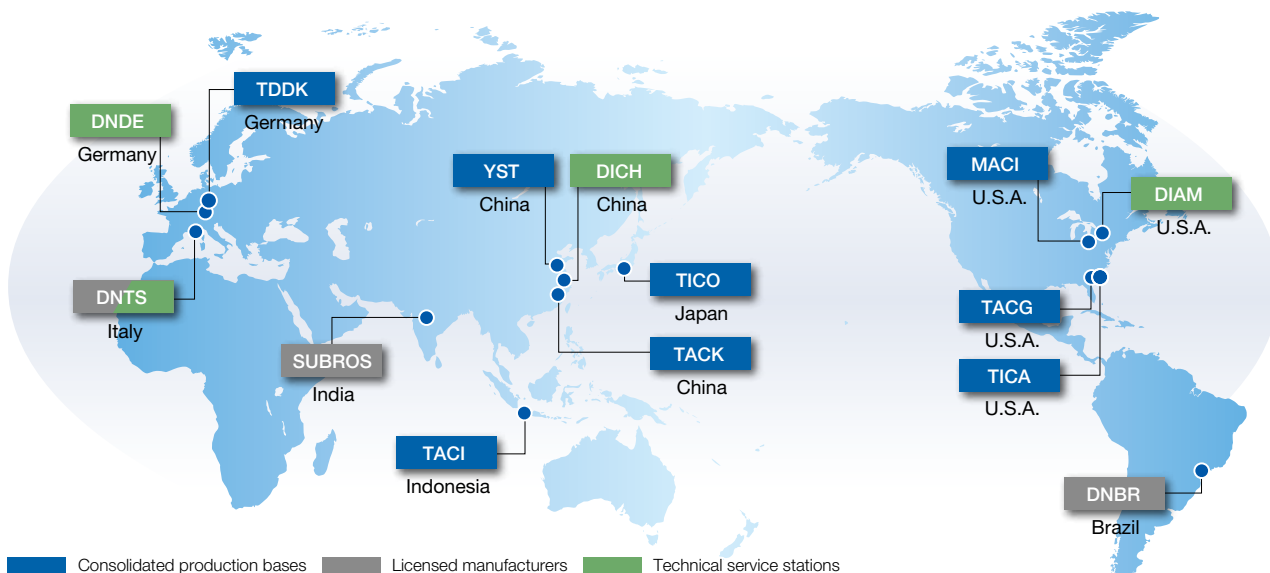 TDDK
Germany
DNDE
Germany
YST
China
DICH
China
MACI
U.S.A.
DIAM
U.S.A.
DNTS
Italy
TICO
Japan
TACG
U.S.A.
SUBROS
India
TACK
China
TICA
U.S.A.
TACI
Indonesia
DNBR
Brazil
Consolidated production bases
Licensed manufacturers
Technical service stations